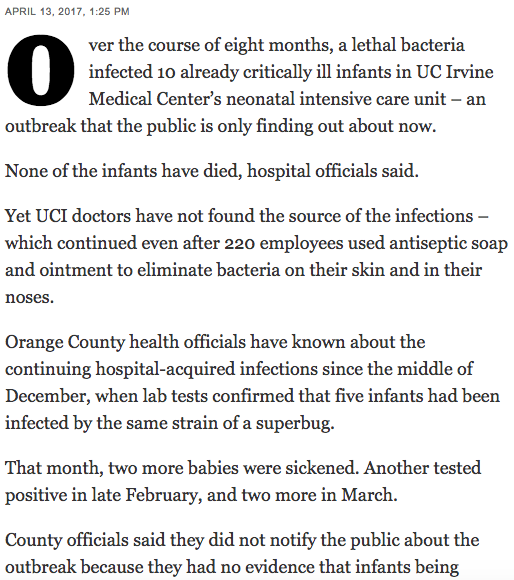 APRIL 13, 2017, 1:25 PM
Over the course of eight months, a lethal bacteria
infected 10 already critically ill infants in UC Irvine
Medical Center’s neonatal intensive care unit – an
outbreak that the public is only finding out about now.
None of the infants have died, hospital officials said.
Yet UCI doctors have not found the source of the infections –
which continued even after 220 employees used antiseptic soap
and ointment to eliminate bacteria on their skin and in their
noses.
Orange County health officials have known about the
continuing hospital-acquired infections since the middle of
December, when lab tests confirmed that five infants had been
infected by the same strain of a superbug.
That month, two more babies were sickened. Another tested
positive in late February, and two more in March.
County officials said they did not notify the public about the
outbreak because they had no evidence that infants being